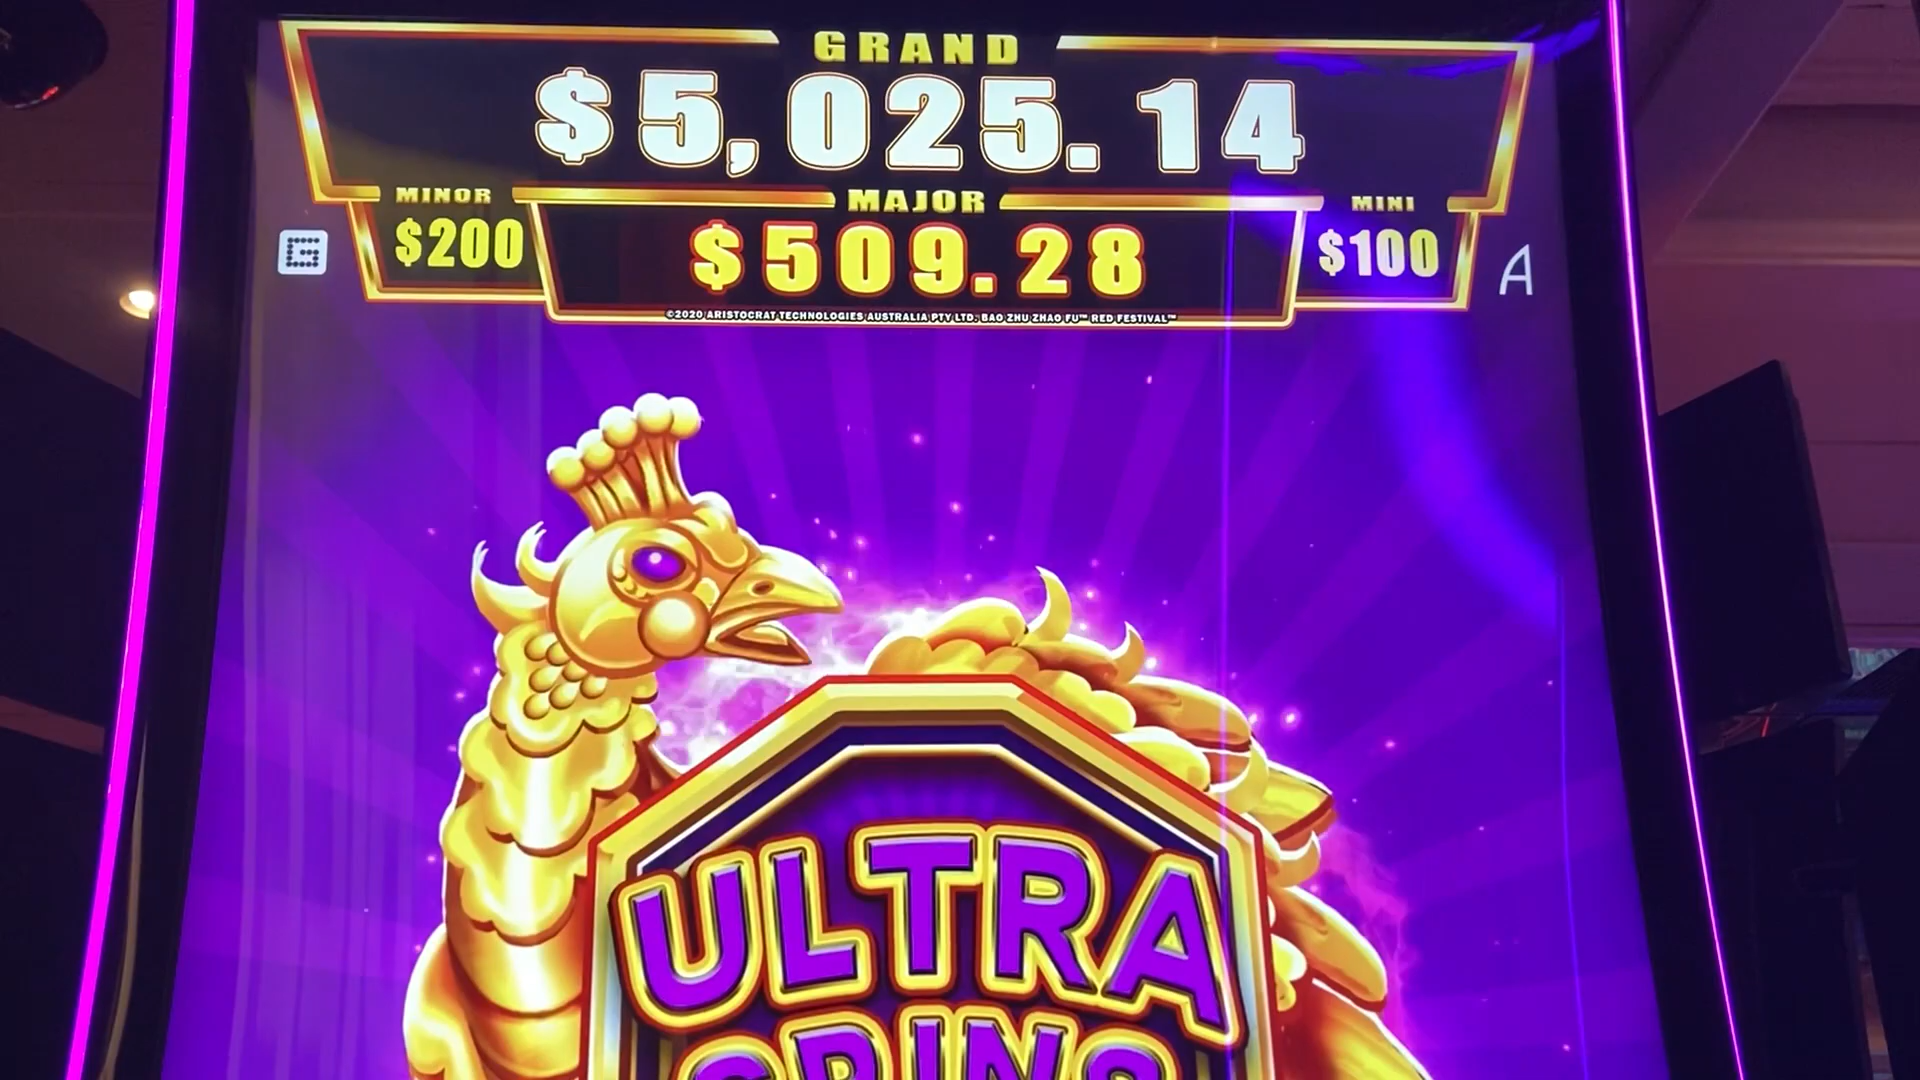 GRAND
$5,025.14
MINOR
$200
MAJOR
$509.28
MINI
$100
G
A
©2020 ARISTOCRAT TECHNOLOGIES AUSTRALIA PTY LTD. BAO ZHU ZHAO FU™ RED FESTIVAL™
ULTRA
SPINS